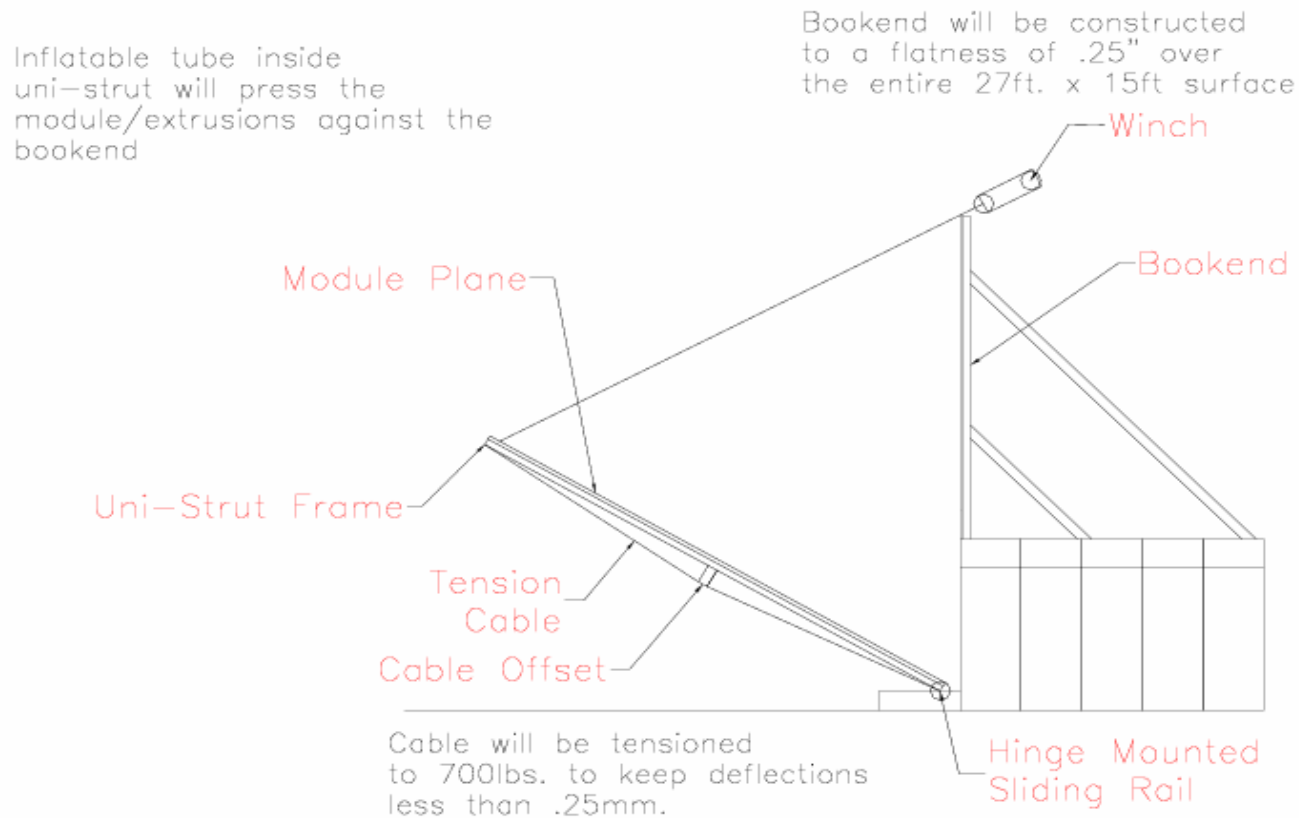 Inflatable tube inside
uni-strut will press the
module/extrusions against the
bookend
Bookend will be constructed
to a flatness of .25" over
the entire 27ft. x 15ft surface
Winch
Module Plane
Bookend
Uni-Strut Frame
Tension
Cable
Cable Offset
Cable will be tensioned
to 700lbs. to keep deflections
less than .25mm.
Hinge Mounted
Sliding Rail